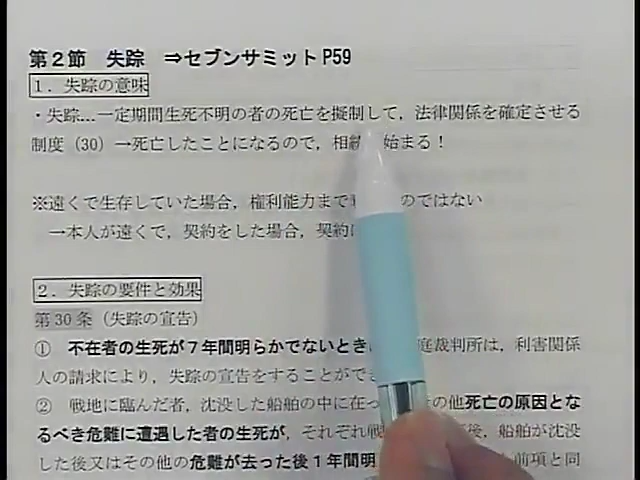 第２節　失踪　⇒セブンサミットP59
１．失踪の意味
・失踪…一定期間生死不明の者の死亡を擬制して，法律関係を確定させる
制度（30）→死亡したことになるので，相続 始まる！
※遠くで生存していた場合，権利能力まで のではない
→本人が遠くで，契約をした場合，契約
２．失踪の要件と効果
第30条（失踪の宣告）
①　不在者の生死が７年間明らかでないとき 庭裁判所は，利害関係
人の請求により，失踪の宣告をすることができ
②　戦地に臨んだ者，沈没した船舶の中に在っ の他死亡の原因とな
るべき危難に遭遇した者の生死が，それぞれ戦 後，船舶が沈没
した後又はその他の危難が去った後１年間明 前項と同